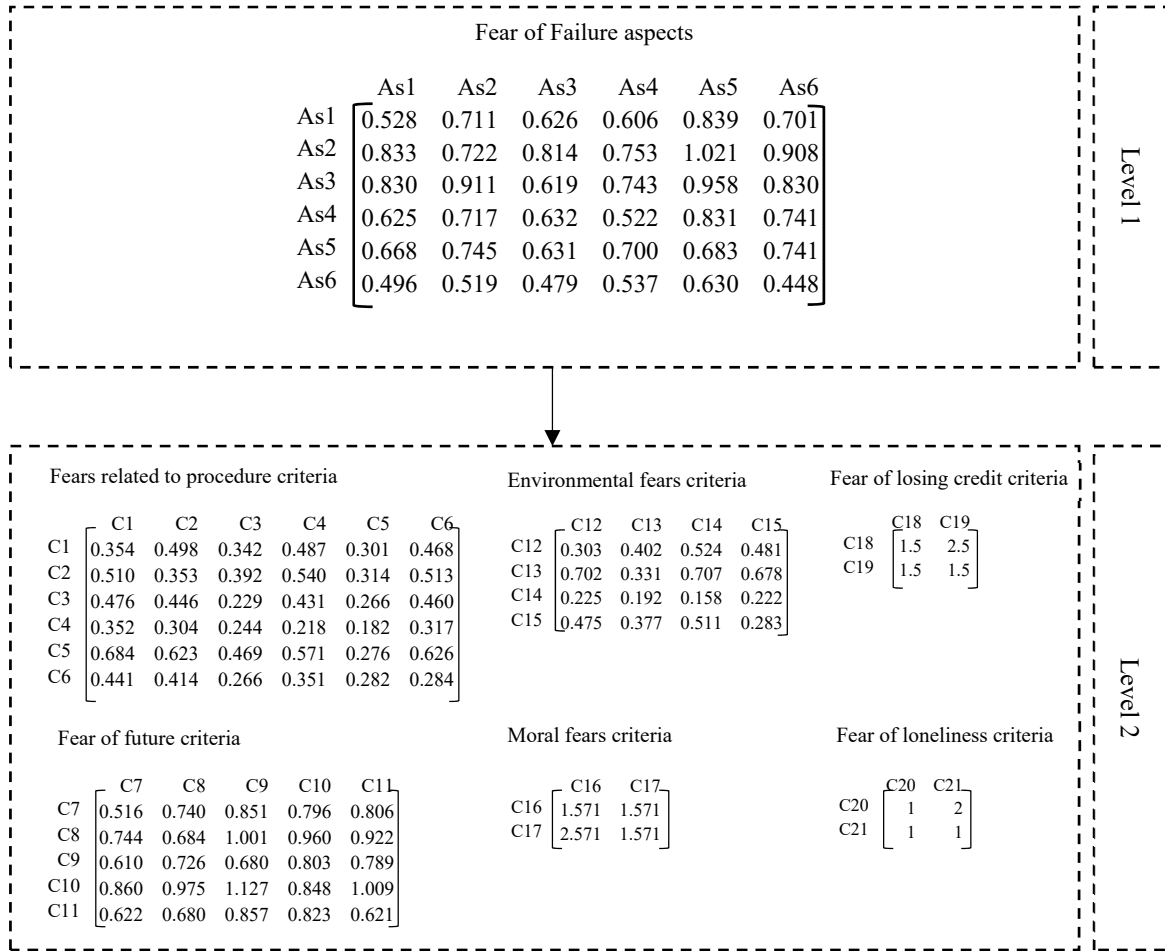 Fear of Failure aspects
As1 As2 As3 As4 As5 As6
As1 0.528 0.711 0.626 0.606 0.839 0.701
As2 0.833 0.722 0.814 0.753 1.021 0.908
As3 0.830 0.911 0.619 0.743 0.958 0.830
As4 0.625 0.717 0.632 0.522 0.831 0.741
As5 0.668 0.745 0.631 0.700 0.683 0.741
As6 0.496 0.519 0.479 0.537 0.630 0.448
Level 1
Fears related to procedure criteria
C1 C2 C3 C4 C5 C6
C1 0.354 0.498 0.342 0.487 0.301 0.468
C2 0.510 0.353 0.392 0.540 0.314 0.513
C3 0.476 0.446 0.229 0.431 0.266 0.460
C4 0.352 0.304 0.244 0.218 0.182 0.317
C5 0.684 0.623 0.469 0.571 0.276 0.626
C6 0.441 0.414 0.266 0.351 0.282 0.284
Environmental fears criteria
C12 C13 C14 C15
C12 0.303 0.402 0.524 0.481
C13 0.702 0.331 0.707 0.678
C14 0.225 0.192 0.158 0.222
C15 0.475 0.377 0.511 0.283
Fear of losing credit criteria
C18 C19
C18 1.5 2.5
C19 1.5 1.5
Fear of future criteria
C7 C8 C9 C10 C11
C7 0.516 0.740 0.851 0.796 0.806
C8 0.744 0.684 1.001 0.960 0.922
C9 0.610 0.726 0.680 0.803 0.789
C10 0.860 0.975 1.127 0.848 1.009
C11 0.622 0.680 0.857 0.823 0.621
Moral fears criteria
C16 C17
C16 1.571 1.571
C17 2.571 1.571
Fear of loneliness criteria
C20 C21
C20 1 2
C21 1 1
Level 2